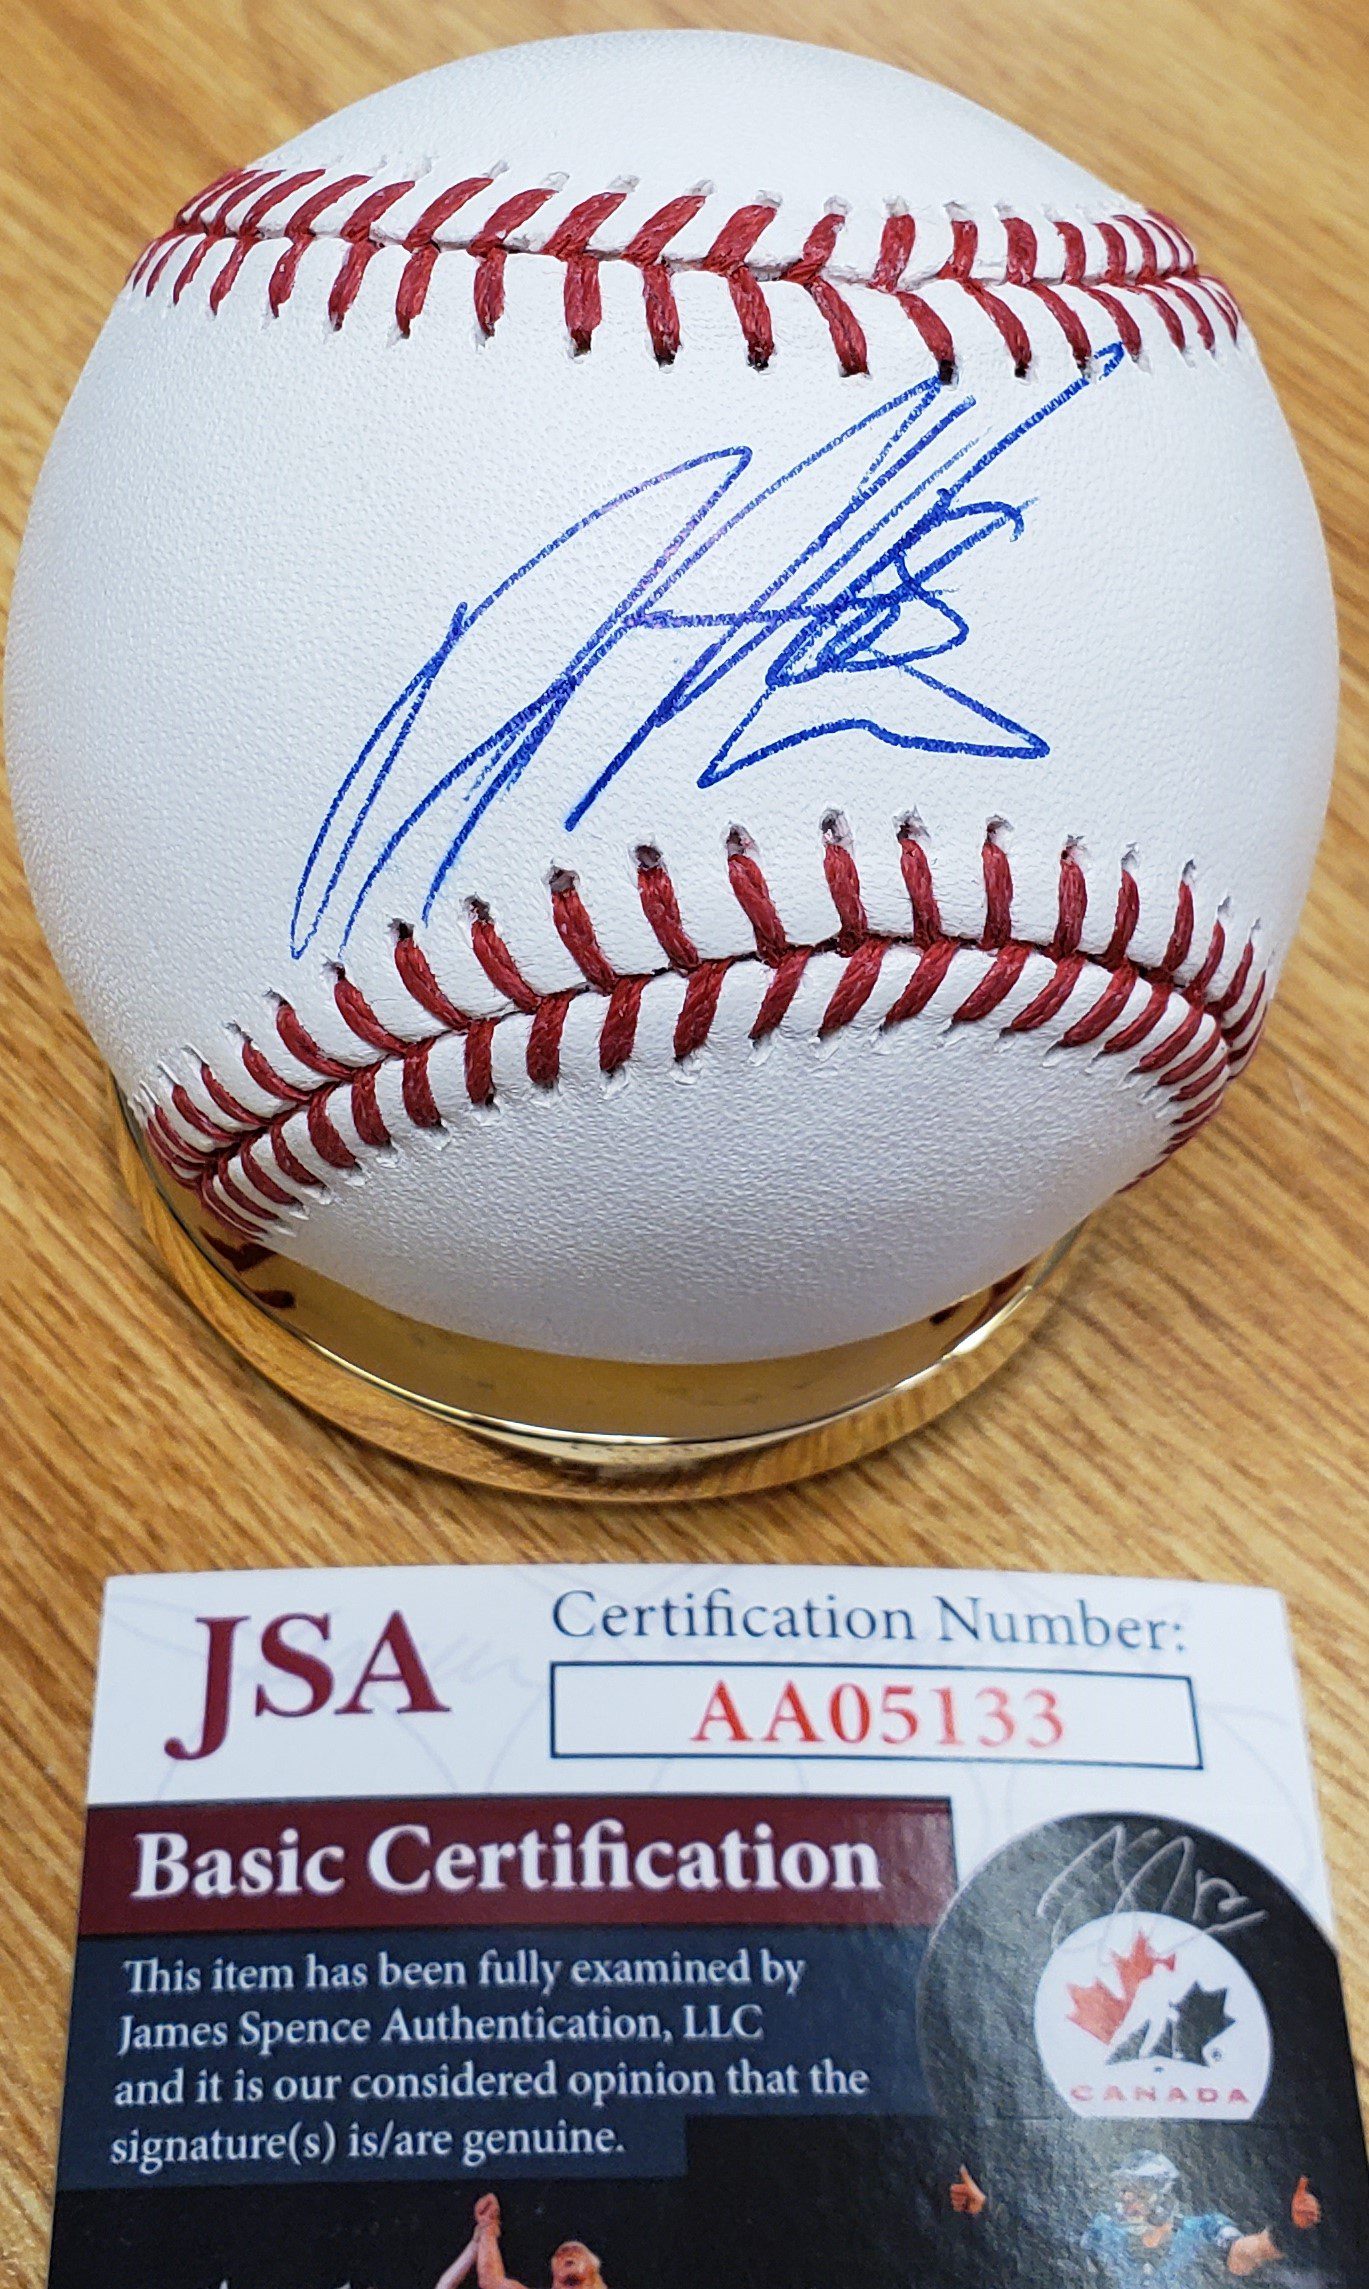 JSA
Certification Number:
AA05133
Basic Certification
This item has been fully examined by
James Spence Authentication, LLC
and it is our considered opinion that the
signature(s) is/are genuine.
CANADA